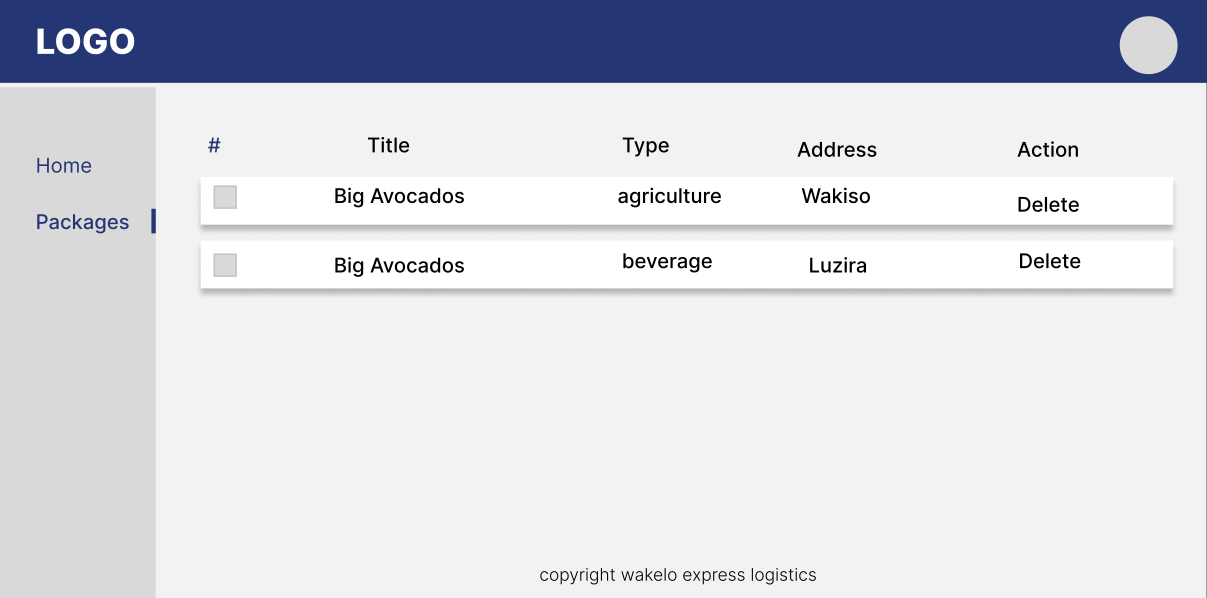 LOGO
Home
Packages
# Title Type Address Action
Big Avocados agriculture Wakiso Delete
Big Avocados beverage Luzira Delete
copyright wakelo express logistics